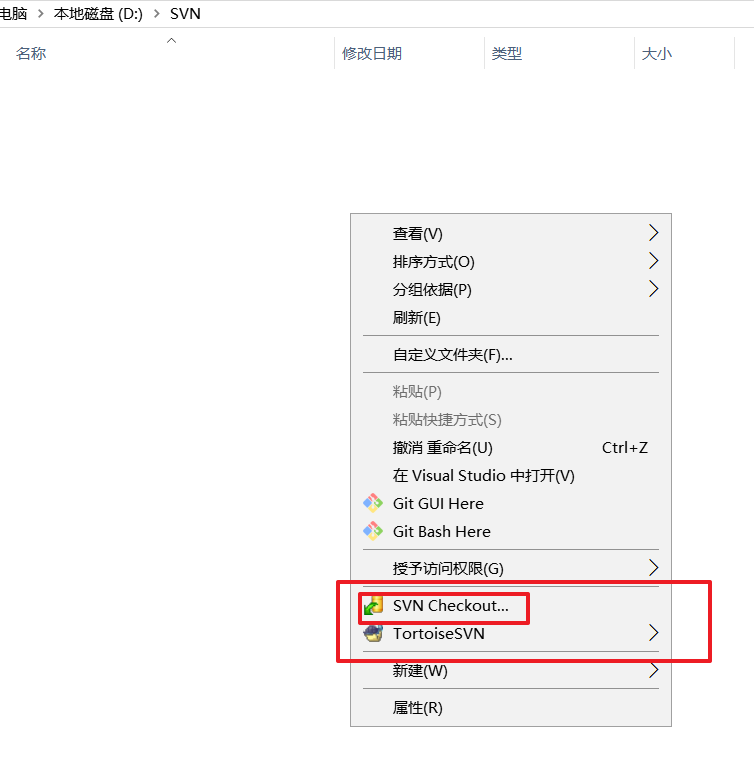 电脑 > 本地磁盘 (D:) > SVN
名称 修改日期 类型 大小
查看(V)
排序方式(O)
分组依据(P)
刷新(E)
自定义文件夹(F)...
粘贴(P)
粘贴快捷方式(S)
撤消 重命名(U) Ctrl+Z
在 Visual Studio 中打开(V)
Git GUI Here
Git Bash Here
授予访问权限(G)
SVN Checkout...
TortoiseSVN
新建(W)
属性(R)